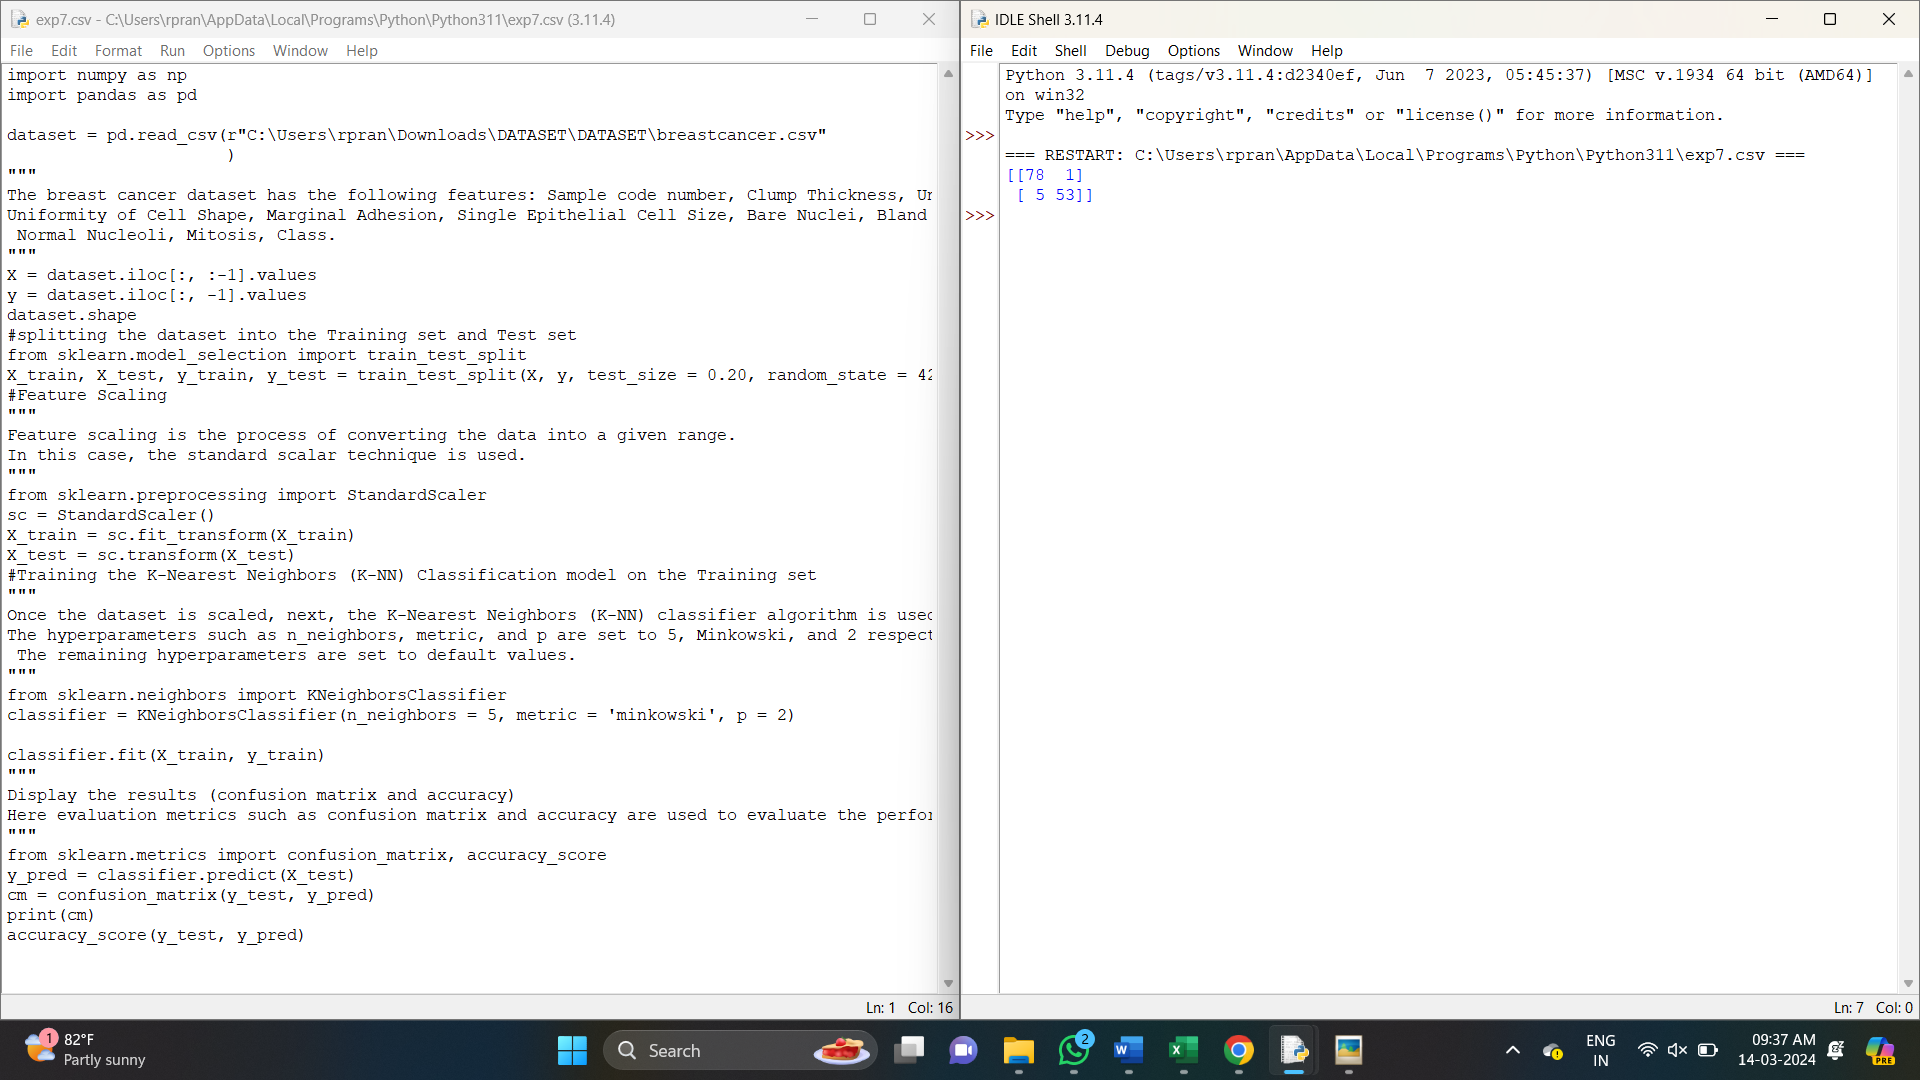 exp7.csv - C:\Users\rpran\AppData\Local\Programs\Python\Python311\exp7.csv (3.11.4)
File Edit Format Run Options Window Help
import numpy as np
import pandas as pd
dataset = pd.read_csv(r"C:\Users\rpran\Downloads\DATASET\DATASET\breastcancer.csv"
)
"""
The breast cancer dataset has the following features: Sample code number, Clump Thickness,
Uniformity of Cell Shape, Marginal Adhesion, Single Epithelial Cell Size, Bare Nuclei, Bland
Normal Nucleoli, Mitosis, Class.
"""
X = dataset.iloc[:, :-1].values
y = dataset.iloc[:, -1].values
dataset.shape
#splitting the dataset into the Training set and Test set
from sklearn.model_selection import train_test_split
X_train, X_test, y_train, y_test = train_test_split(X, y, test_size = 0.20, random_state = 42
#Feature Scaling
"""
Feature scaling is the process of converting the data into a given range.
In this case, the standard scalar technique is used.
"""
from sklearn.preprocessing import StandardScaler
sc = StandardScaler()
X_train = sc.fit_transform(X_train)
X_test = sc.transform(X_test)
#Training the K-Nearest Neighbors (K-NN) Classification model on the Training set
"""
Once the dataset is scaled, next, the K-Nearest Neighbors (K-NN) classifier algorithm is used
The hyperparameters such as n_neighbors, metric, and p are set to 5, Minkowski, and 2 respect
The remaining hyperparameters are set to default values.
"""
from sklearn.neighbors import KNeighborsClassifier
classifier = KNeighborsClassifier(n_neighbors = 5, metric = 'minkowski', p = 2)
classifier.fit(X_train, y_train)
"""
Display the results (confusion matrix and accuracy)
Here evaluation metrics such as confusion matrix and accuracy are used to evaluate the perfor
"""
from sklearn.metrics import confusion_matrix, accuracy_score
y_pred = classifier.predict(X_test)
cm = confusion_matrix(y_test, y_pred)
print(cm)
accuracy_score(y_test, y_pred)
Ln: 1 Col: 16
IDLE Shell 3.11.4
File Edit Shell Debug Options Window Help
Python 3.11.4 (tags/v3.11.4:d2340ef, Jun  7 2023, 05:45:37) [MSC v.1934 64 bit (AMD64)]
on win32
Type "help", "copyright", "credits" or "license()" for more information.
>>>
=== RESTART: C:\Users\rpran\AppData\Local\Programs\Python\Python311\exp7.csv ===
[[78  1]
[ 5 53]]
>>>
Ln: 7 Col: 0
1
82°F
Partly sunny
Search
2
PRE
ENG
IN
09:37 AM
14-03-2024